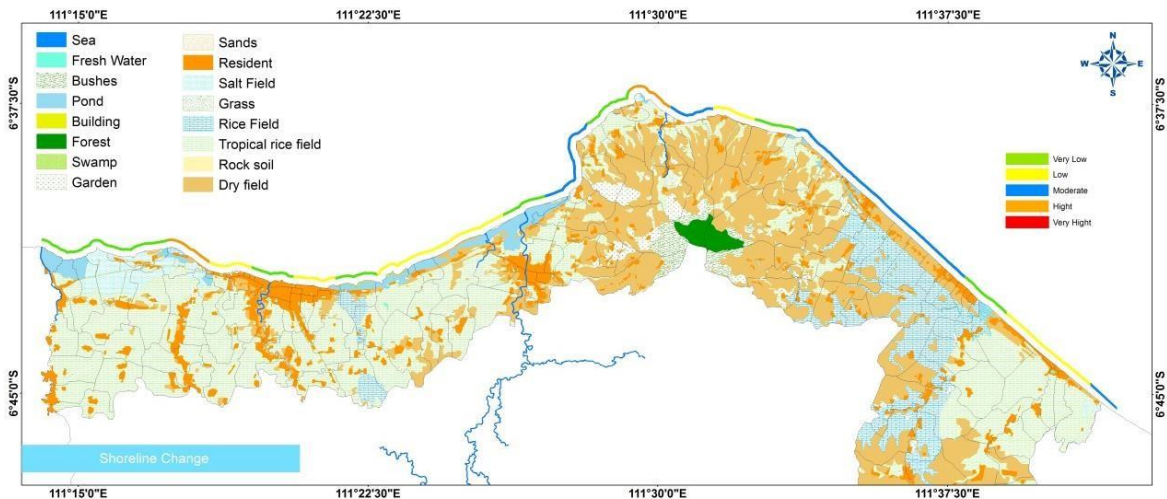 111°15'0"E 111°22'30"E 111°30'0"E 111°37'30"E
Sea
Fresh Water
Bushes
Pond
Building
Forest
Swamp
Garden
Sands
Resident
Salt Field
Grass
Rice Field
Tropical rice field
Rock soil
Dry field
N
W E
S
6°37'30"S 6°37'30"S
Very Low
Low
Moderate
Hight
Very Hight
6°45'0"S 6°45'0"S
Shoreline Change
111°15'0"E 111°22'30"E 111°30'0"E 111°37'30"E